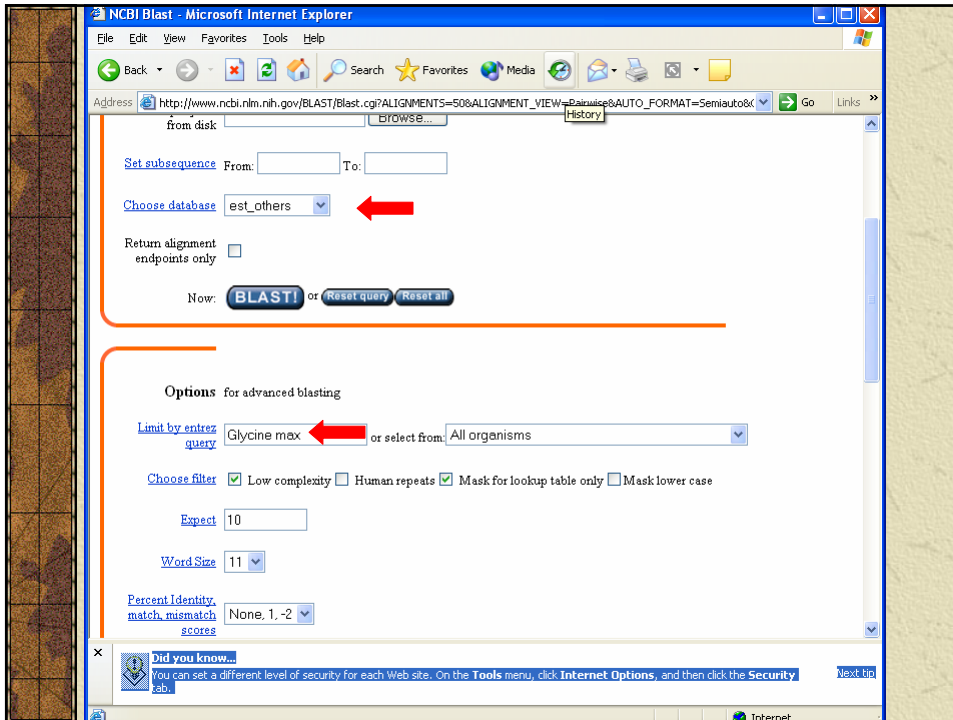 NCBI Blast - Microsoft Internet Explorer
File Edit View Favorites Tools Help
Back Search Favorites Media
Address http://www.ncbi.nlm.nih.gov/BLAST/Blast.cgi?ALIGNMENTS=50&ALIGNMENT_VIEW=Pairwise&AUTO_FORMAT=Semiauto&( Go Links »
History
from disk Browse...
Set subsequence From: To:
Choose database est_others
Return alignment
endpoints only
Now: BLAST! or Reset query Reset all
Options for advanced blasting
Limit by entrez
query Glycine max or select from: All organisms
Choose filter Low complexity Human repeats Mask for lookup table only Mask lower case
Expect 10
Word Size 11
Percent Identity,
match, mismatch
scores None, 1, -2
Did you know...
You can set a different level of security for each Web site. On the Tools menu, click Internet Options, and then click the Security
tab.
Next tip
Internet